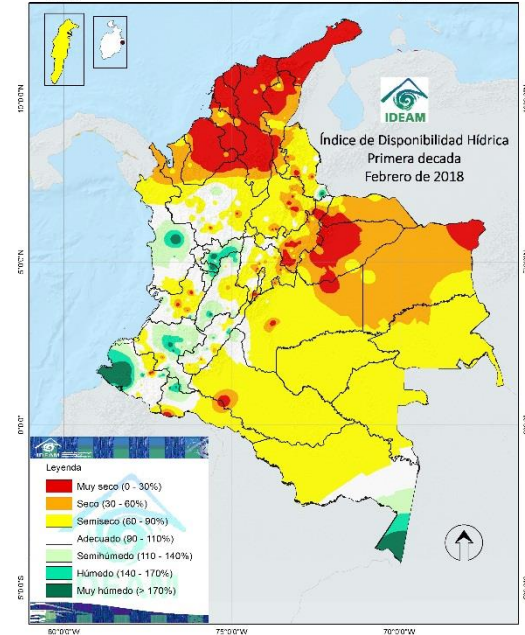 IDEAM
Índice de Disponibilidad Hídrica
Primera decada
Febrero de 2018
10°0'0"N
5°0'0"N
0°0'0"
5°0'0"S
IDEAM
Leyenda
Muy seco (0 - 30%)
Seco (30 - 60%)
Semiseco (60 - 90%)
Adecuado (90 - 110%)
Semihúmedo (110 - 140%)
Húmedo (140 - 170%)
Muy húmedo (> 170%)
80°0'0"W
75°0'0"W
70°0'0"W